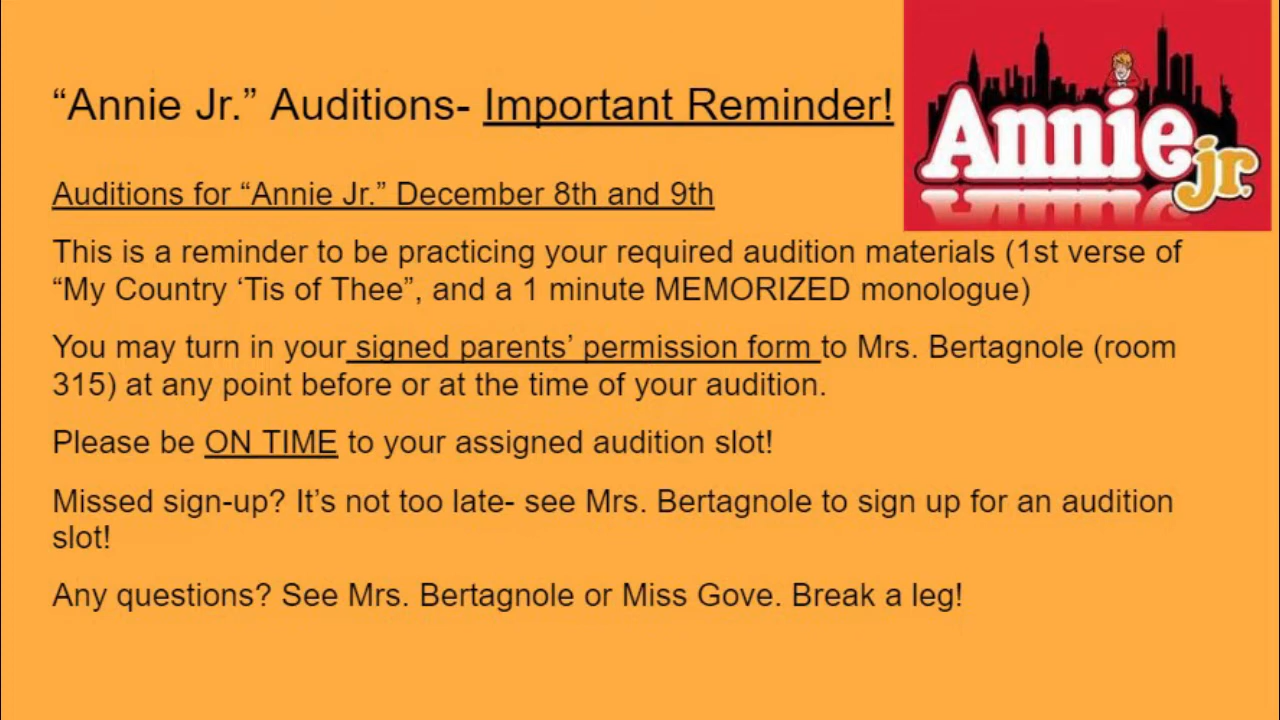 “Annie Jr.” Auditions- Important Reminder!
Annie
jr.
Auditions for “Annie Jr.” December 8th and 9th
This is a reminder to be practicing your required audition materials (1st verse of
“My Country ‘Tis of Thee”, and a 1 minute MEMORIZED monologue)
You may turn in your signed parents’ permission form to Mrs. Bertagnole (room
315) at any point before or at the time of your audition.
Please be ON TIME to your assigned audition slot!
Missed sign-up? It’s not too late- see Mrs. Bertagnole to sign up for an audition
slot!
Any questions? See Mrs. Bertagnole or Miss Gove. Break a leg!